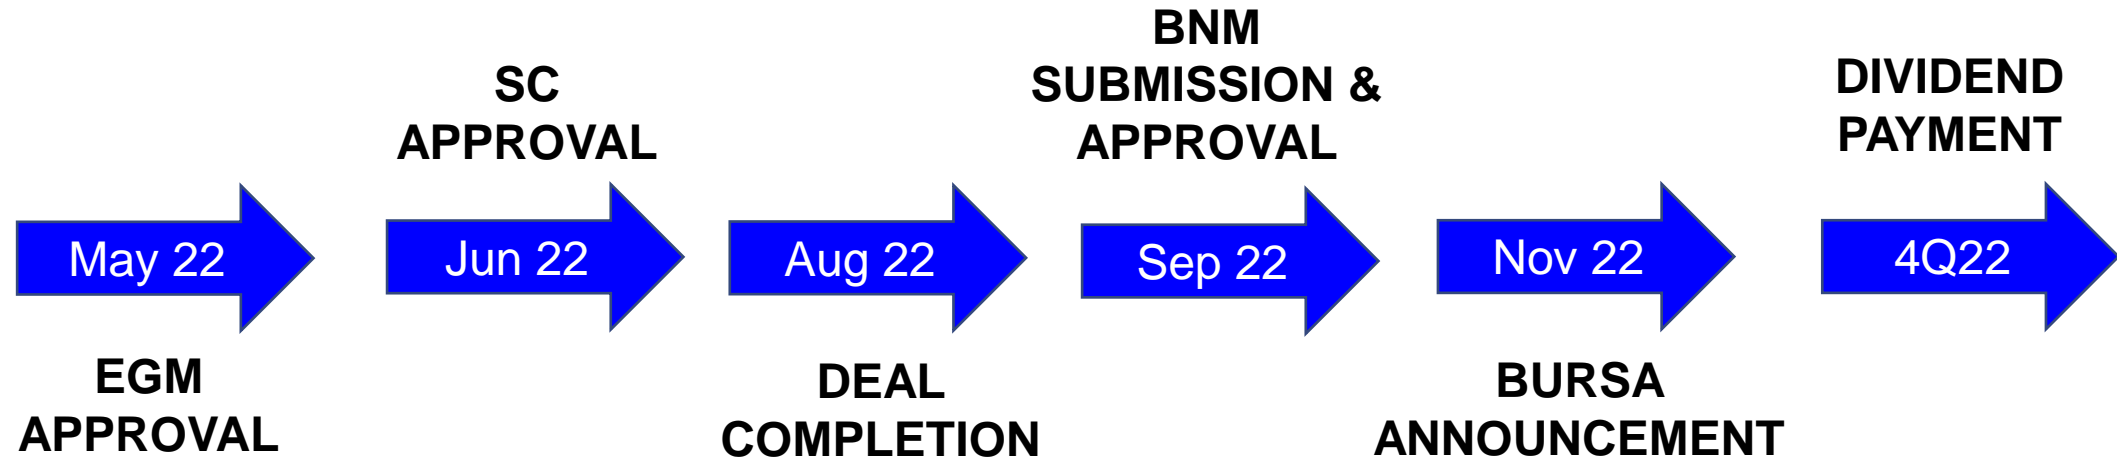 May 22
EGM
APPROVAL
SC
APPROVAL
Jun 22
Aug 22
DEAL
COMPLETION
BNM
SUBMISSION &
APPROVAL
Sep 22
Nov 22
BURSA
ANNOUNCEMENT
DIVIDEND
PAYMENT
4Q22